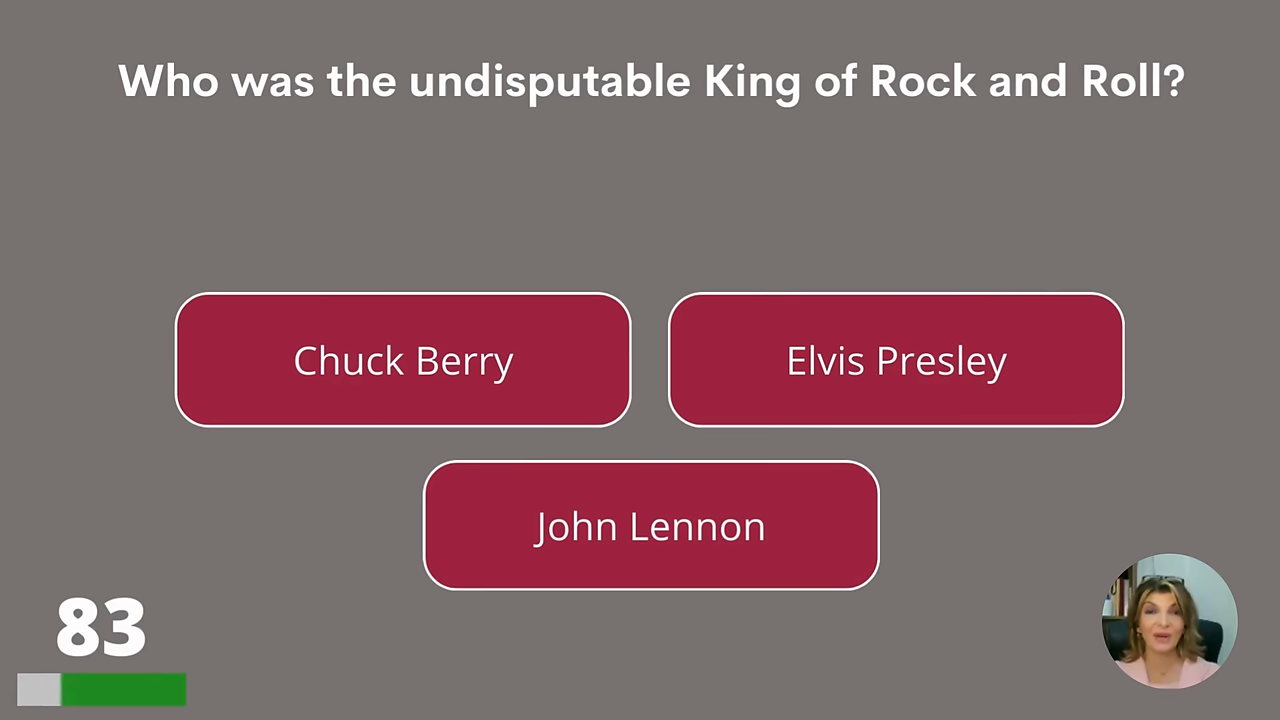 Who was the undisputable King of Rock and Roll?
Chuck Berry
Elvis Presley
John Lennon
83